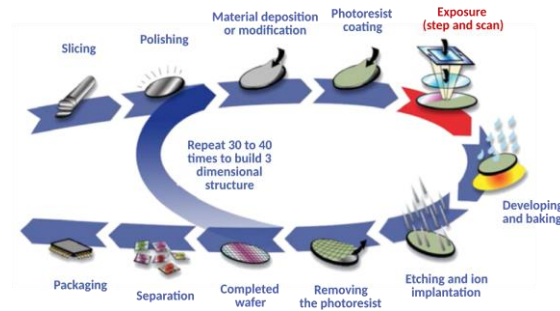 Slicing
Polishing
Material deposition
or modification
Photoresist
coating
Exposure
(step and scan)
Repeat 30 to 40
times to build 3
dimensional
structure
Developing
and baking
Packaging
Separation
Completed
wafer
Removing
the photoresist
Etching and ion
implantation